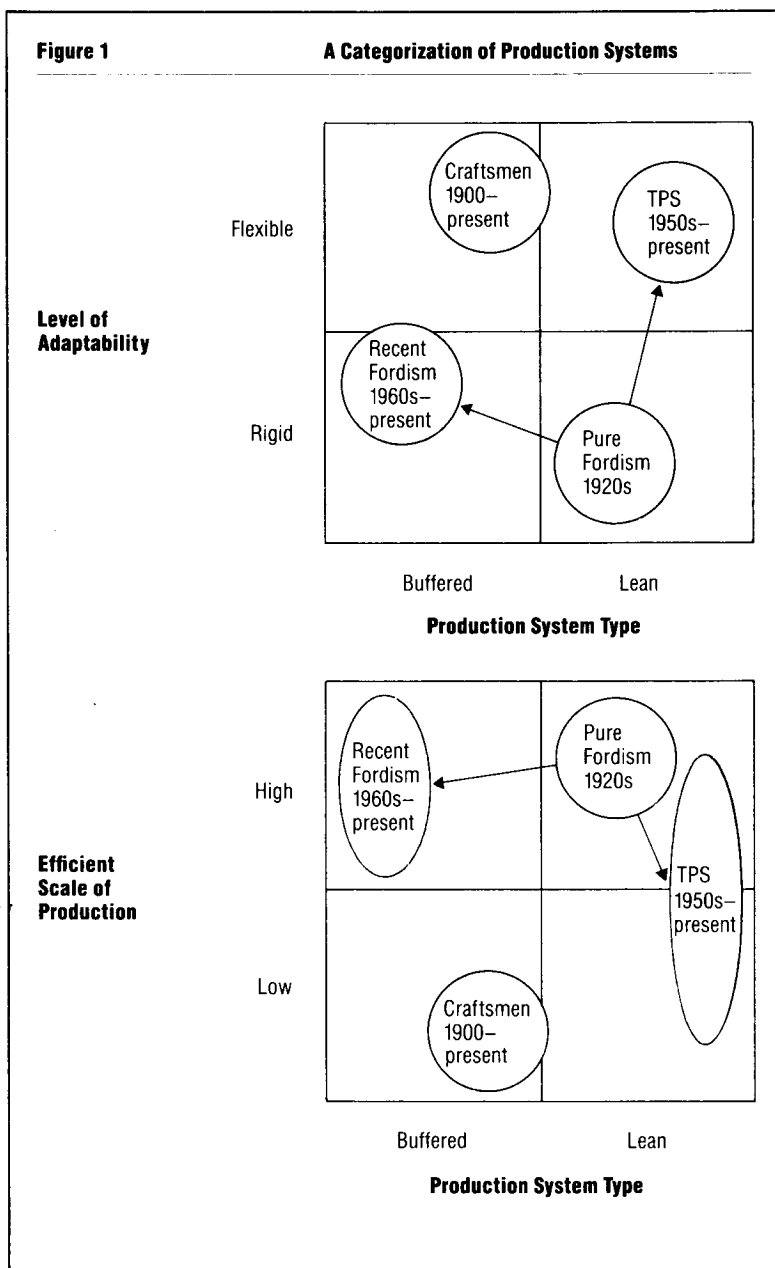 Figure 1
A Categorization of Production Systems
Craftsmen
1900–
present
TPS
1950s–
present
Flexible
Level of
Adaptability
Recent
Fordism
1960s–
present
Rigid
Pure
Fordism
1920s
Buffered
Lean
Production System Type
Recent
Fordism
1960s–
present
Pure
Fordism
1920s
High
Efficient
Scale of
Production
TPS
1950s–
present
Low
Craftsmen
1900–
present
Buffered
Lean
Production System Type